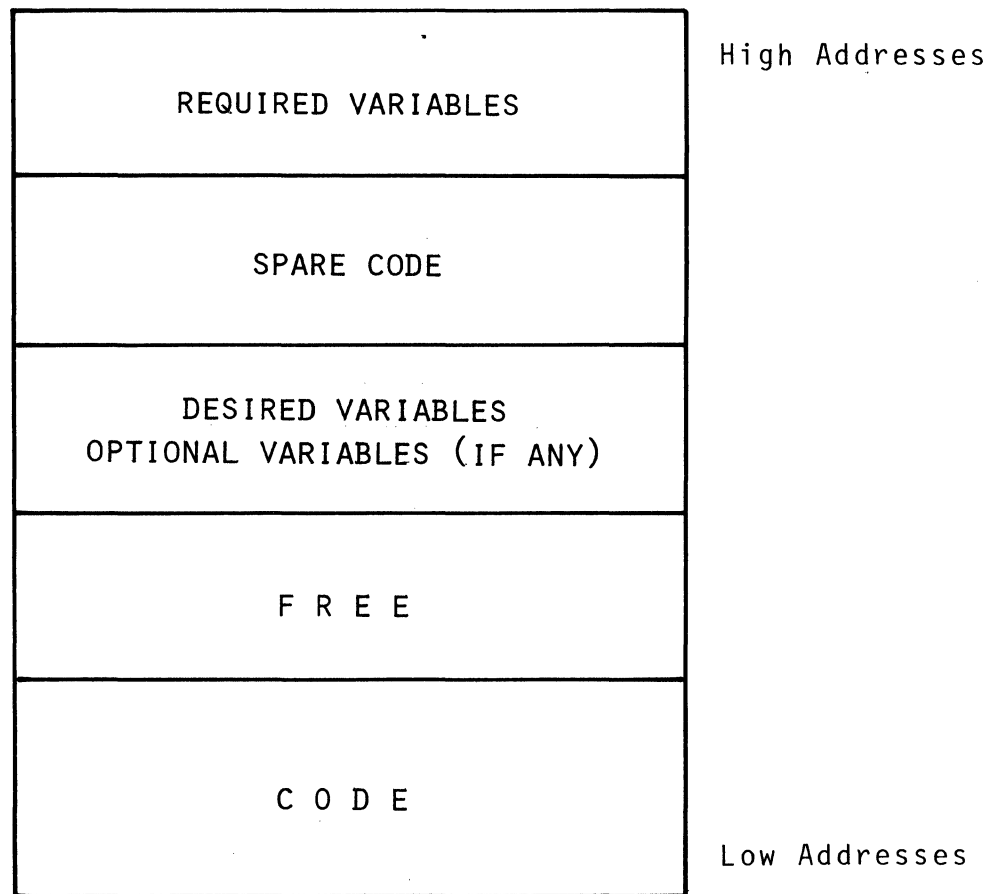 High Addresses
REQUIRED VARIABLES
SPARE CODE
DESIRED VARIABLES
OPTIONAL VARIABLES (IF ANY)
F R E E
C O D E
Low Addresses